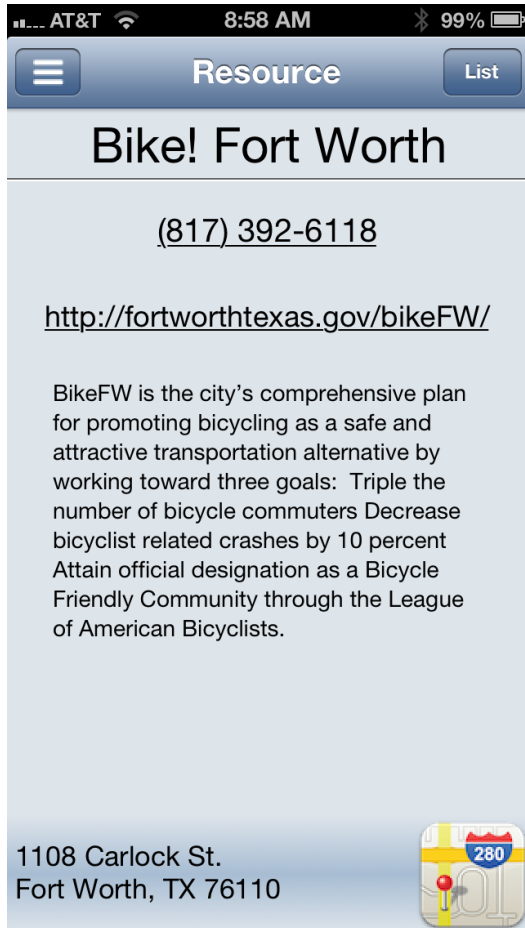 AT&T 8:58 AM 99%
Resource List
Bike! Fort Worth
(817) 392-6118
http://fortworthtexas.gov/bikeFW/
BikeFW is the city's comprehensive plan
for promoting bicycling as a safe and
attractive transportation alternative by
working toward three goals:  Triple the
number of bicycle commuters Decrease
bicyclist related crashes by 10 percent
Attain official designation as a Bicycle
Friendly Community through the League
of American Bicyclists.
1108 Carlock St.
Fort Worth, TX 76110
280